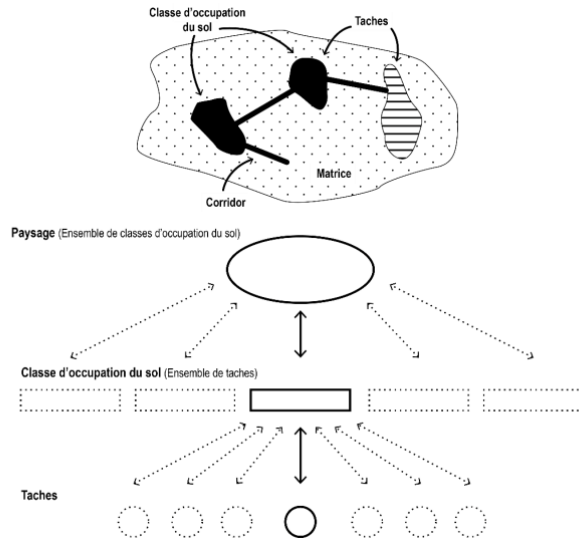 Classe d'occupation
du sol
Taches
Matrice
Corridor
Paysage (Ensemble de classes d'occupation du sol)
Classe d'occupation du sol (Ensemble de taches)
Taches